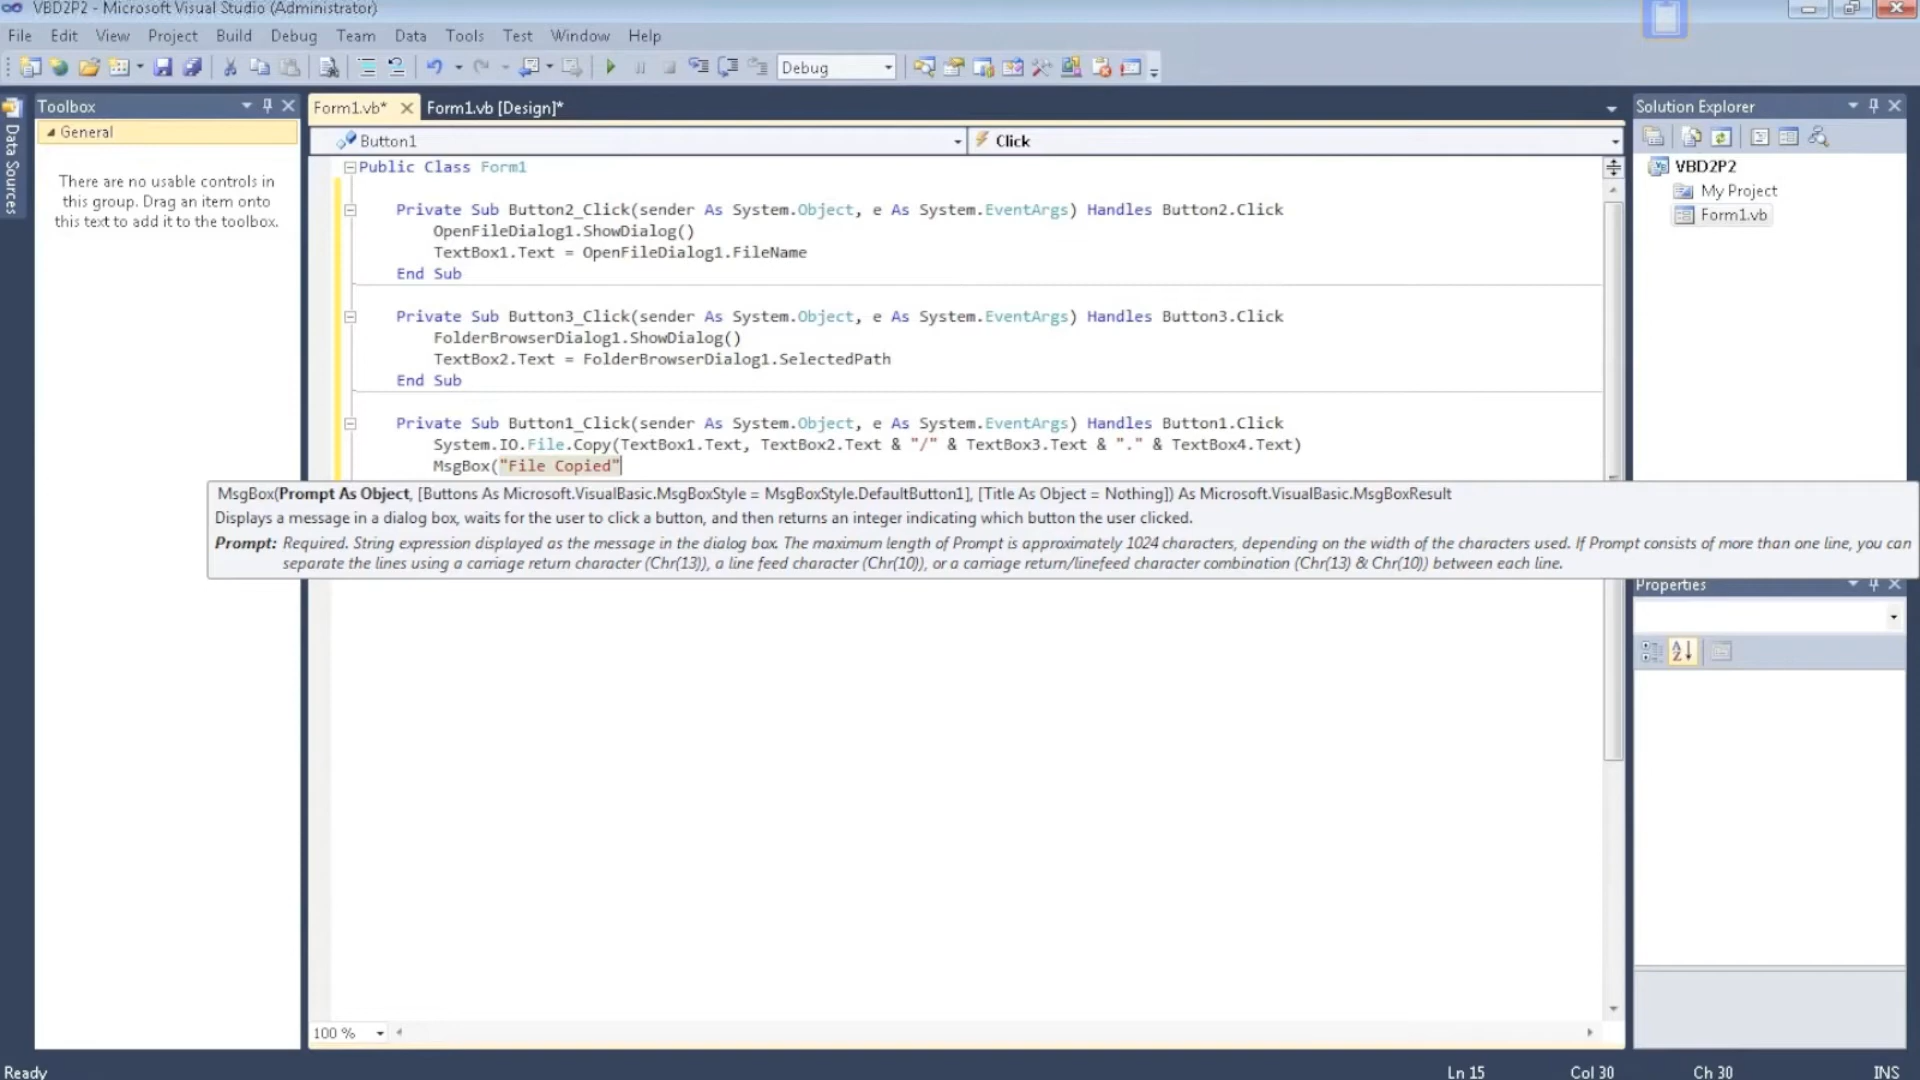 VBD2P2 - Microsoft Visual Studio (Administrator)
File Edit View Project Build Debug Team Data Tools Test Window Help
Debug
Data Sources
Toolbox
General
There are no usable controls in
this group. Drag an item onto
this text to add it to the toolbox.
Form1.vb* Form1.vb [Design]*
Button1 Click
Public Class Form1
Private Sub Button2_Click(sender As System.Object, e As System.EventArgs) Handles Button2.Click
OpenFileDialog1.ShowDialog()
TextBox1.Text = OpenFileDialog1.FileName
End Sub
Private Sub Button3_Click(sender As System.Object, e As System.EventArgs) Handles Button3.Click
FolderBrowserDialog1.ShowDialog()
TextBox2.Text = FolderBrowserDialog1.SelectedPath
End Sub
Private Sub Button1_Click(sender As System.Object, e As System.EventArgs) Handles Button1.Click
System.IO.File.Copy(TextBox1.Text, TextBox2.Text & "/" & TextBox3.Text & "." & TextBox4.Text)
MsgBox("File Copied"
MsgBox(Prompt As Object, [Buttons As Microsoft.VisualBasic.MsgBoxStyle = MsgBoxStyle.DefaultButton1], [Title As Object = Nothing]) As Microsoft.VisualBasic.MsgBoxResult
Displays a message in a dialog box, waits for the user to click a button, and then returns an integer indicating which button the user clicked.
Prompt: Required. String expression displayed as the message in the dialog box. The maximum length of Prompt is approximately 1024 characters, depending on the width of the characters used. If Prompt consists of more than one line, you can
separate the lines using a carriage return character (Chr(13)), a line feed character (Chr(10)), or a carriage return/linefeed character combination (Chr(13) & Chr(10)) between each line.
100 %
Solution Explorer
VBD2P2
My Project
Form1.vb
Properties
Ready Ln 15 Col 30 Ch 30 INS